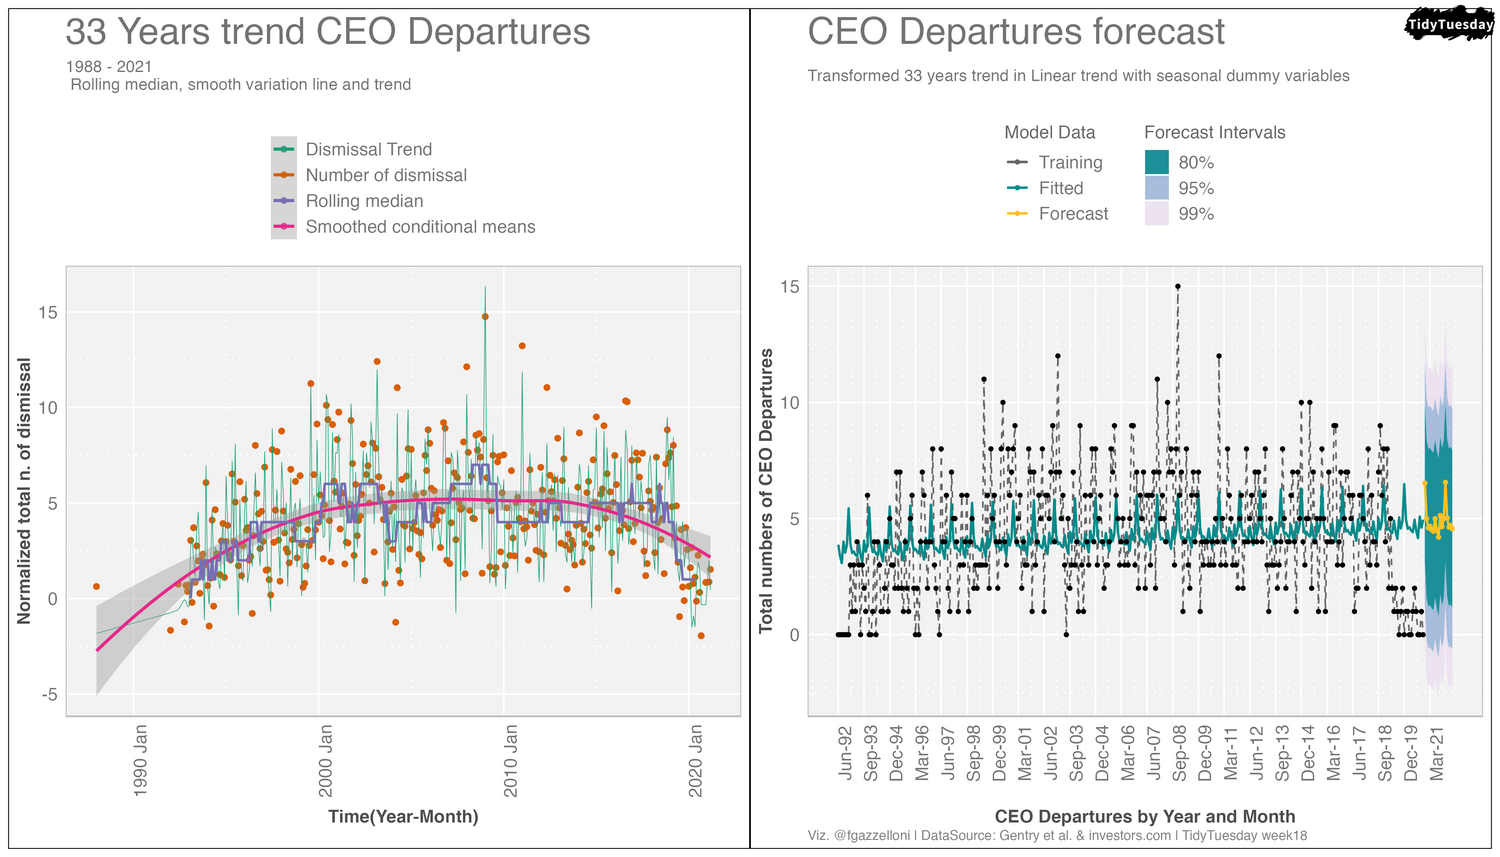 33 Years trend CEO Departures
1988 - 2021
Rolling median, smooth variation line and trend
Dismissal Trend
Number of dismissal
Rolling median
Smoothed conditional means
Normalized total n. of dismissal
15
10
5
0
-5
1990 Jan
2000 Jan
2010 Jan
2020 Jan
Time(Year-Month)
CEO Departures forecast
TidyTuesday
Transformed 33 years trend in Linear trend with seasonal dummy variables
Model Data
Training
Fitted
Forecast
Forecast Intervals
80%
95%
99%
Total numbers of CEO Departures
15
10
5
0
Jun-92
Sep-93
Dec-94
Mar-96
Jun-97
Sep-98
Dec-99
Mar-01
Jun-02
Sep-03
Dec-04
Mar-06
Jun-07
Sep-08
Dec-09
Mar-11
Jun-12
Sep-13
Dec-14
Mar-16
Jun-17
Sep-18
Dec-19
Mar-21
CEO Departures by Year and Month
Viz. @fgazzelloni | DataSource: Gentry et al. & investors.com | TidyTuesday week18